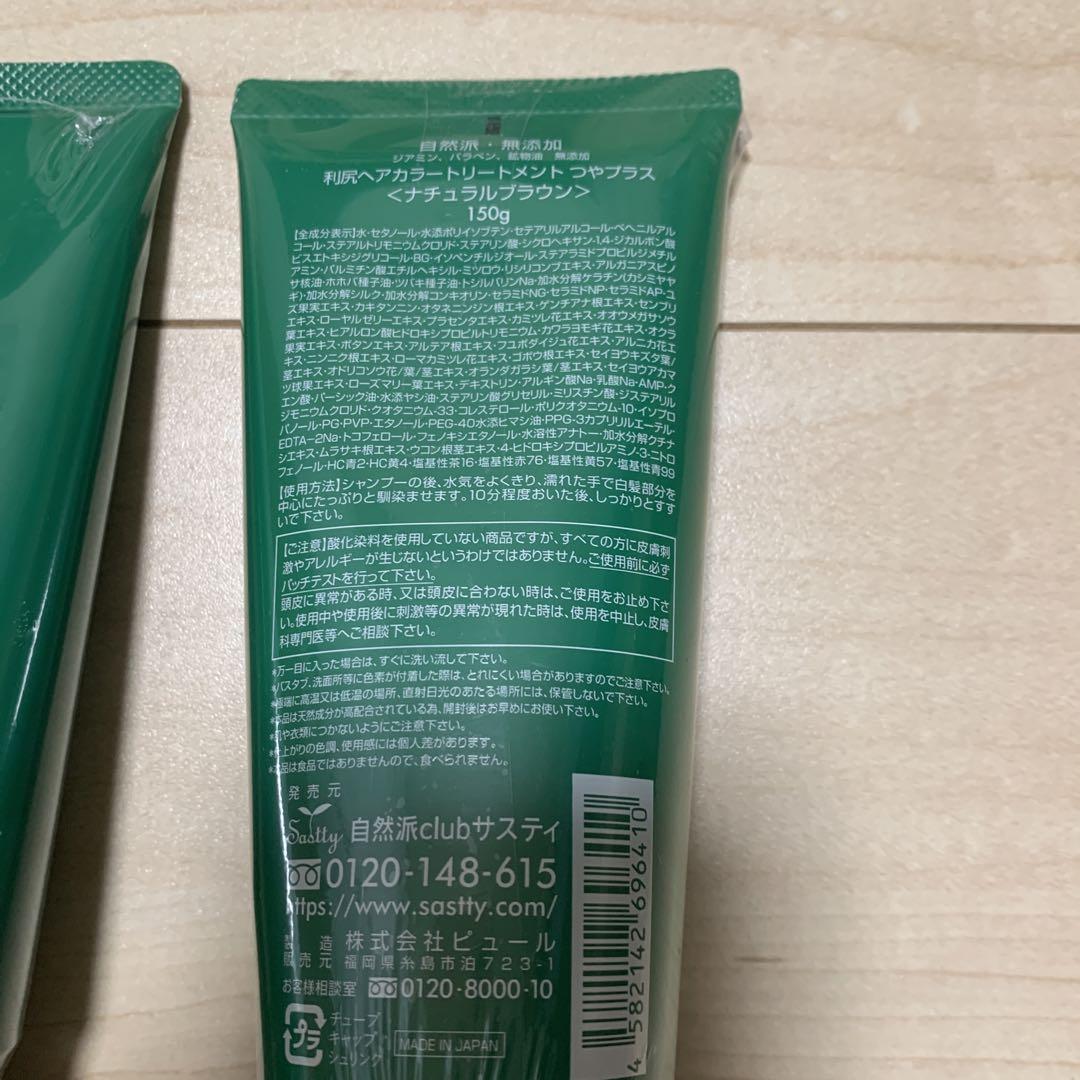 自然派・無添加
ジアミン、パラベン、鉱物油 無添加
利尻ヘアカラートリートメント つやプラス
＜ナチュラルブラウン＞
150g
【全成分表示】水・セタノール・水添ポリイソブテン・セテアリルアルコール・ベヘニルアル
コール・ステアルトリモニウムクロリド・ステアリン酸・シクロヘキサン-1,4-ジカルボン酸
ビスエトキシジグリコール・BG・イソペンチルジオール・ステアラミドプロピルジメチル
アミン・パルミチン酸エチルヘキシル・ミツロウ・リシリコンブエキス・アルガニアスピノ
サ核油・ホホバ種子油・ツバキ種子油・トシルバリンNa・加水分解ケラチン(カシミヤヤ
ギ)・加水分解シルク・加水分解コンキオリン・セラミドNG・セラミドNP・セラミドAP・ユ
ズ果実エキス・カキタンニン・オタネニンジン根エキス・ゲンチアナ根エキス・センブリ
エキス・ローヤルゼリーエキス・プラセンタエキス・カミツレ花エキス・オオウメガサソウ
葉エキス・ヒアルロン酸ヒドロキシプロピルトリモニウム・カワラヨモギ花エキス・オクラ
果実エキス・ボタンエキス・アルテア根エキス・フユボダイジュ花エキス・アルニカ花エ
キス・ニンニク根エキス・ローマカミツレ花エキス・ゴボウ根エキス・セイヨウキズタ葉/
茎エキス・オドリコソウ花/葉/茎エキス・オランダガラシ葉/茎エキス・セイヨウアカマ
ツ球果エキス・ローズマリー葉エキス・デキストリン・アルギン酸Na・乳酸Na・AMP・ク
エン酸・パーシック油・水添ヤシ油・ステアリン酸グリセリル・ミリスチン酸・ジステアリル
ジモニウムクロリド・クオタニウム-33・コレステロール・ポリクオタニウム-10・イソプロ
パノール・PG・PVP・エタノール・PEG-40水添ヒマシ油・PPG-3カプリリルエーテル・
EDTA-2Na・トコフェロール・フェノキシエタノール・水溶性アナトー・加水分解クチナ
シエキス・ムラサキ根エキス・ウコン根茎エキス・4-ヒドロキシプロピルアミノ-3-ニトロ
フェノール・HC青2・HC黄4・塩基性茶16・塩基性赤76・塩基性黄57・塩基性青99
【使用方法】シャンプーの後、水気をよくきり、濡れた手で白髪部分を
中心にたっぷりと馴染ませます。10分程度おいた後、しっかりとすす
いで下さい。
【ご注意】酸化染料を使用していない商品ですが、すべての方に皮膚刺
激やアレルギーが生じないというわけではありません。ご使用前に必ず
パッチテストを行って下さい。
頭皮に異常がある時、又は頭皮に合わない時は、ご使用をお止め下さ
い。使用中や使用後に刺激等の異常が現れた時は、使用を中止し、皮膚
科専門医等へご相談下さい。
*万一目に入った場合は、すぐに洗い流して下さい。
*バスタブ、洗面所等に色素が付着した際は、とれにくい場合がありますのでご注意下さい。
*極端に高温又は低温の場所、直射日光のあたる場所には、保管しないで下さい。
*本品は天然成分が高配合されている為、開封後はお早めにお使い下さい。
*肌や衣類につかないようにご注意下さい。
*仕上がりの色調、使用感には個人差があります。
*本品は食品ではありませんので、食べられません。
発売元
Sastty 自然派clubサスティ
0120-148-615
https://www.sastty.com/
製造
販売元 株式会社ピュール
福岡県糸島市泊723-1
お客様相談室 0120-8000-10
プラ
チューブ
キャップ
シュリンク
MADE IN JAPAN
4 582142 696410